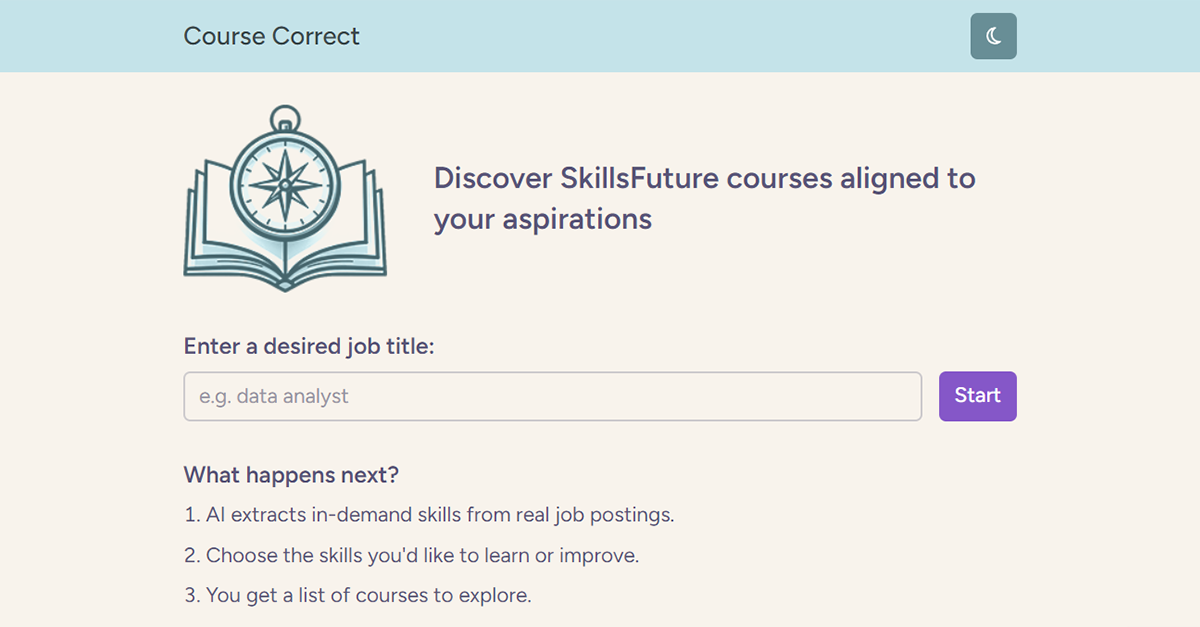 Course Correct
Discover SkillsFuture courses aligned to
your aspirations
Enter a desired job title:
e.g. data analyst
Start
What happens next?
1. AI extracts in-demand skills from real job postings.
2. Choose the skills you'd like to learn or improve.
3. You get a list of courses to explore.